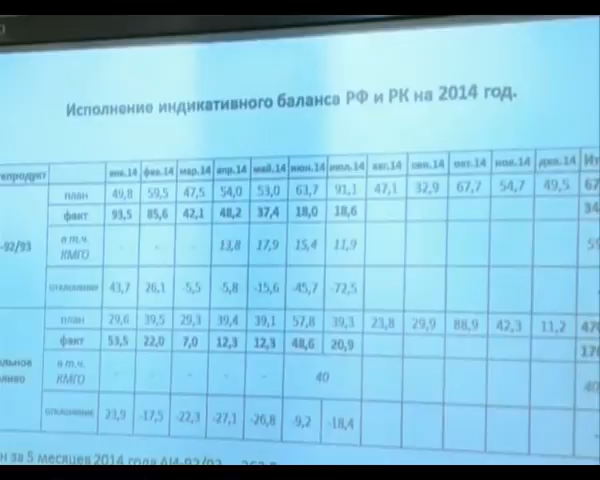 Исполнение индикативного баланса РФ и РК на 2014 год.
епродукт янв.14 фев.14 мар.14 апр.14 май.14 июн.14 июл.14 авг.14 сен.14 окт.14 ноя.14 дек.14 Ит
план 49,8 59,5 47,5 54,0 53,0 63,7 91,1 47,1 32,9 67,7 54,7 49,5 67
факт 93,5 85,6 42,1 48,2 37,4 18,0 18,6 34
-92/93 в т.ч. КМГО - - - 13,8 17,9 15,4 11,9 59
отклонение 43,7 26,1 -5,5 -5,8 -15,6 -45,7 -72,5 -
план 29,6 39,5 29,3 39,4 39,1 57,8 39,3 23,8 29,9 88,9 42,3 11,2 470
факт 53,5 22,0 7,0 12,3 12,3 48,6 20,9 176
альное
оливо
в т.ч. КМГО - - - - - 40 40
отклонение 23,9 -17,5 -22,3 -27,1 -26,8 -9,2 -18,4 -
н за 5 месяцев 2014 года АИ-92/93